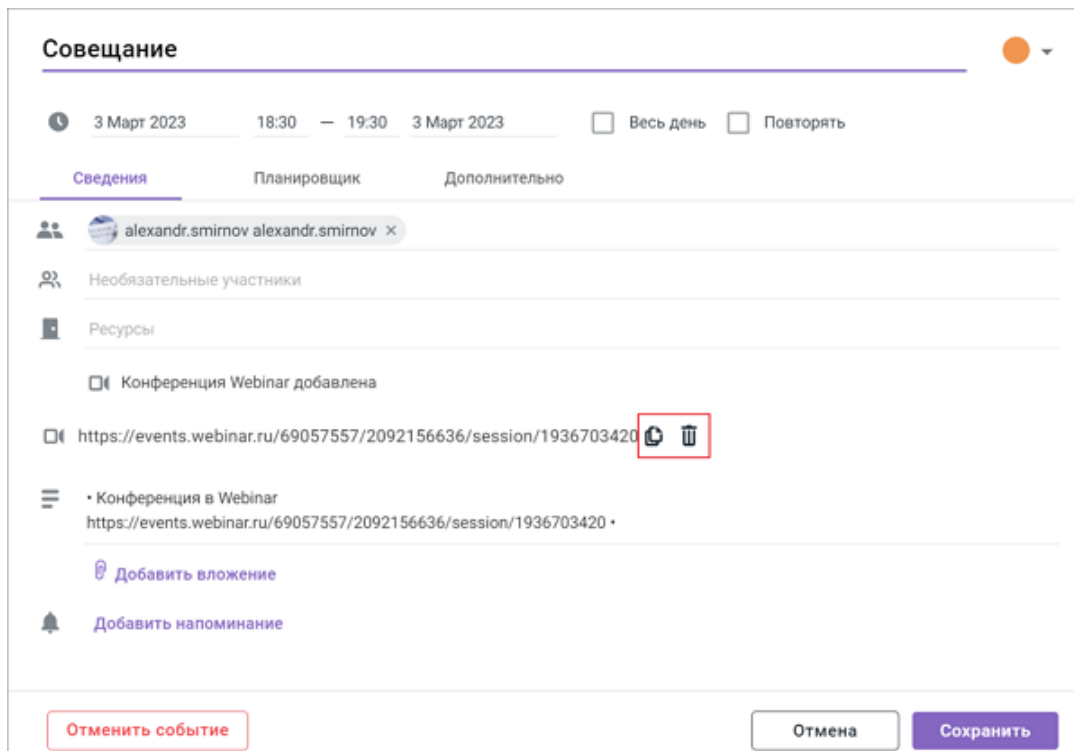 Совещание
3 Март 2023 18:30 — 19:30 3 Март 2023 Весь день Повторять
Сведения Планировщик Дополнительно
alexandr.smirnov alexandr.smirnov ×
Необязательные участники
Ресурсы
Конференция Webinar добавлена
https://events.webinar.ru/69057557/2092156636/session/1936703420
• Конференция в Webinar
https://events.webinar.ru/69057557/2092156636/session/1936703420 •
Добавить вложение
Добавить напоминание
Отменить событие Отмена Сохранить